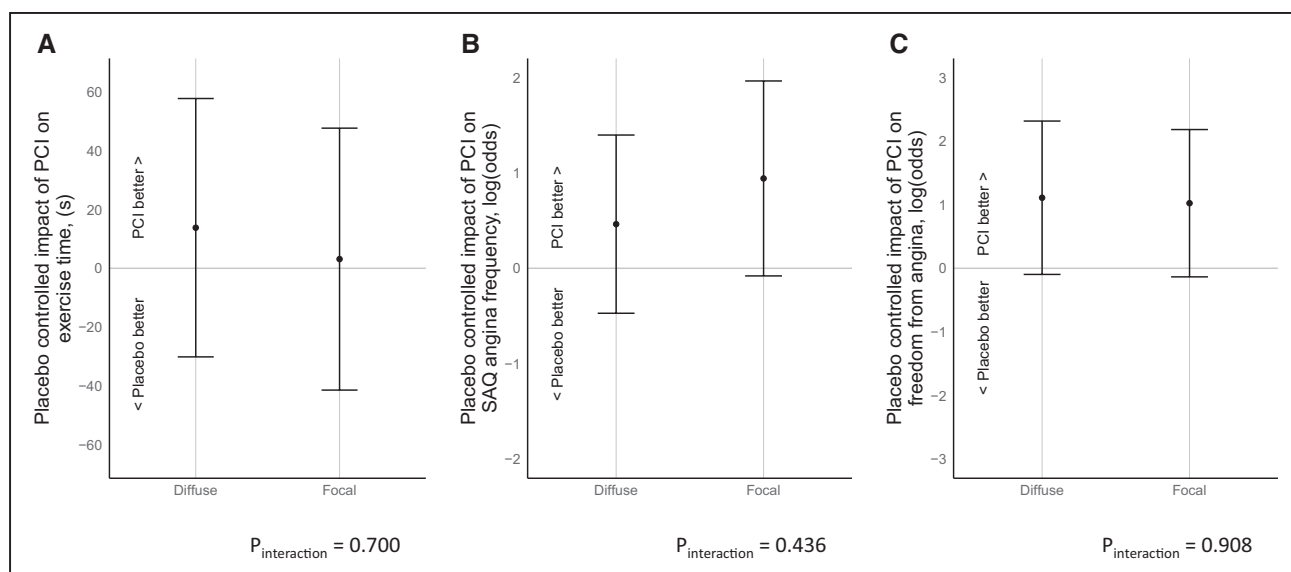 A
Placebo controlled impact of PCI on
exercise time, (s)
60
40
20
0
−20
−40
−60
PCI better >
< Placebo better
Diffuse
Focal
Pinteraction = 0.700
B
Placebo controlled impact of PCI on
SAQ angina frequency, log(odds)
2
1
0
−1
−2
PCI better >
< Placebo better
Diffuse
Focal
Pinteraction = 0.436
C
Placebo controlled impact of PCI on
freedom from angina, log(odds)
3
2
1
0
−1
−2
−3
PCI better >
< Placebo better
Diffuse
Focal
Pinteraction = 0.908